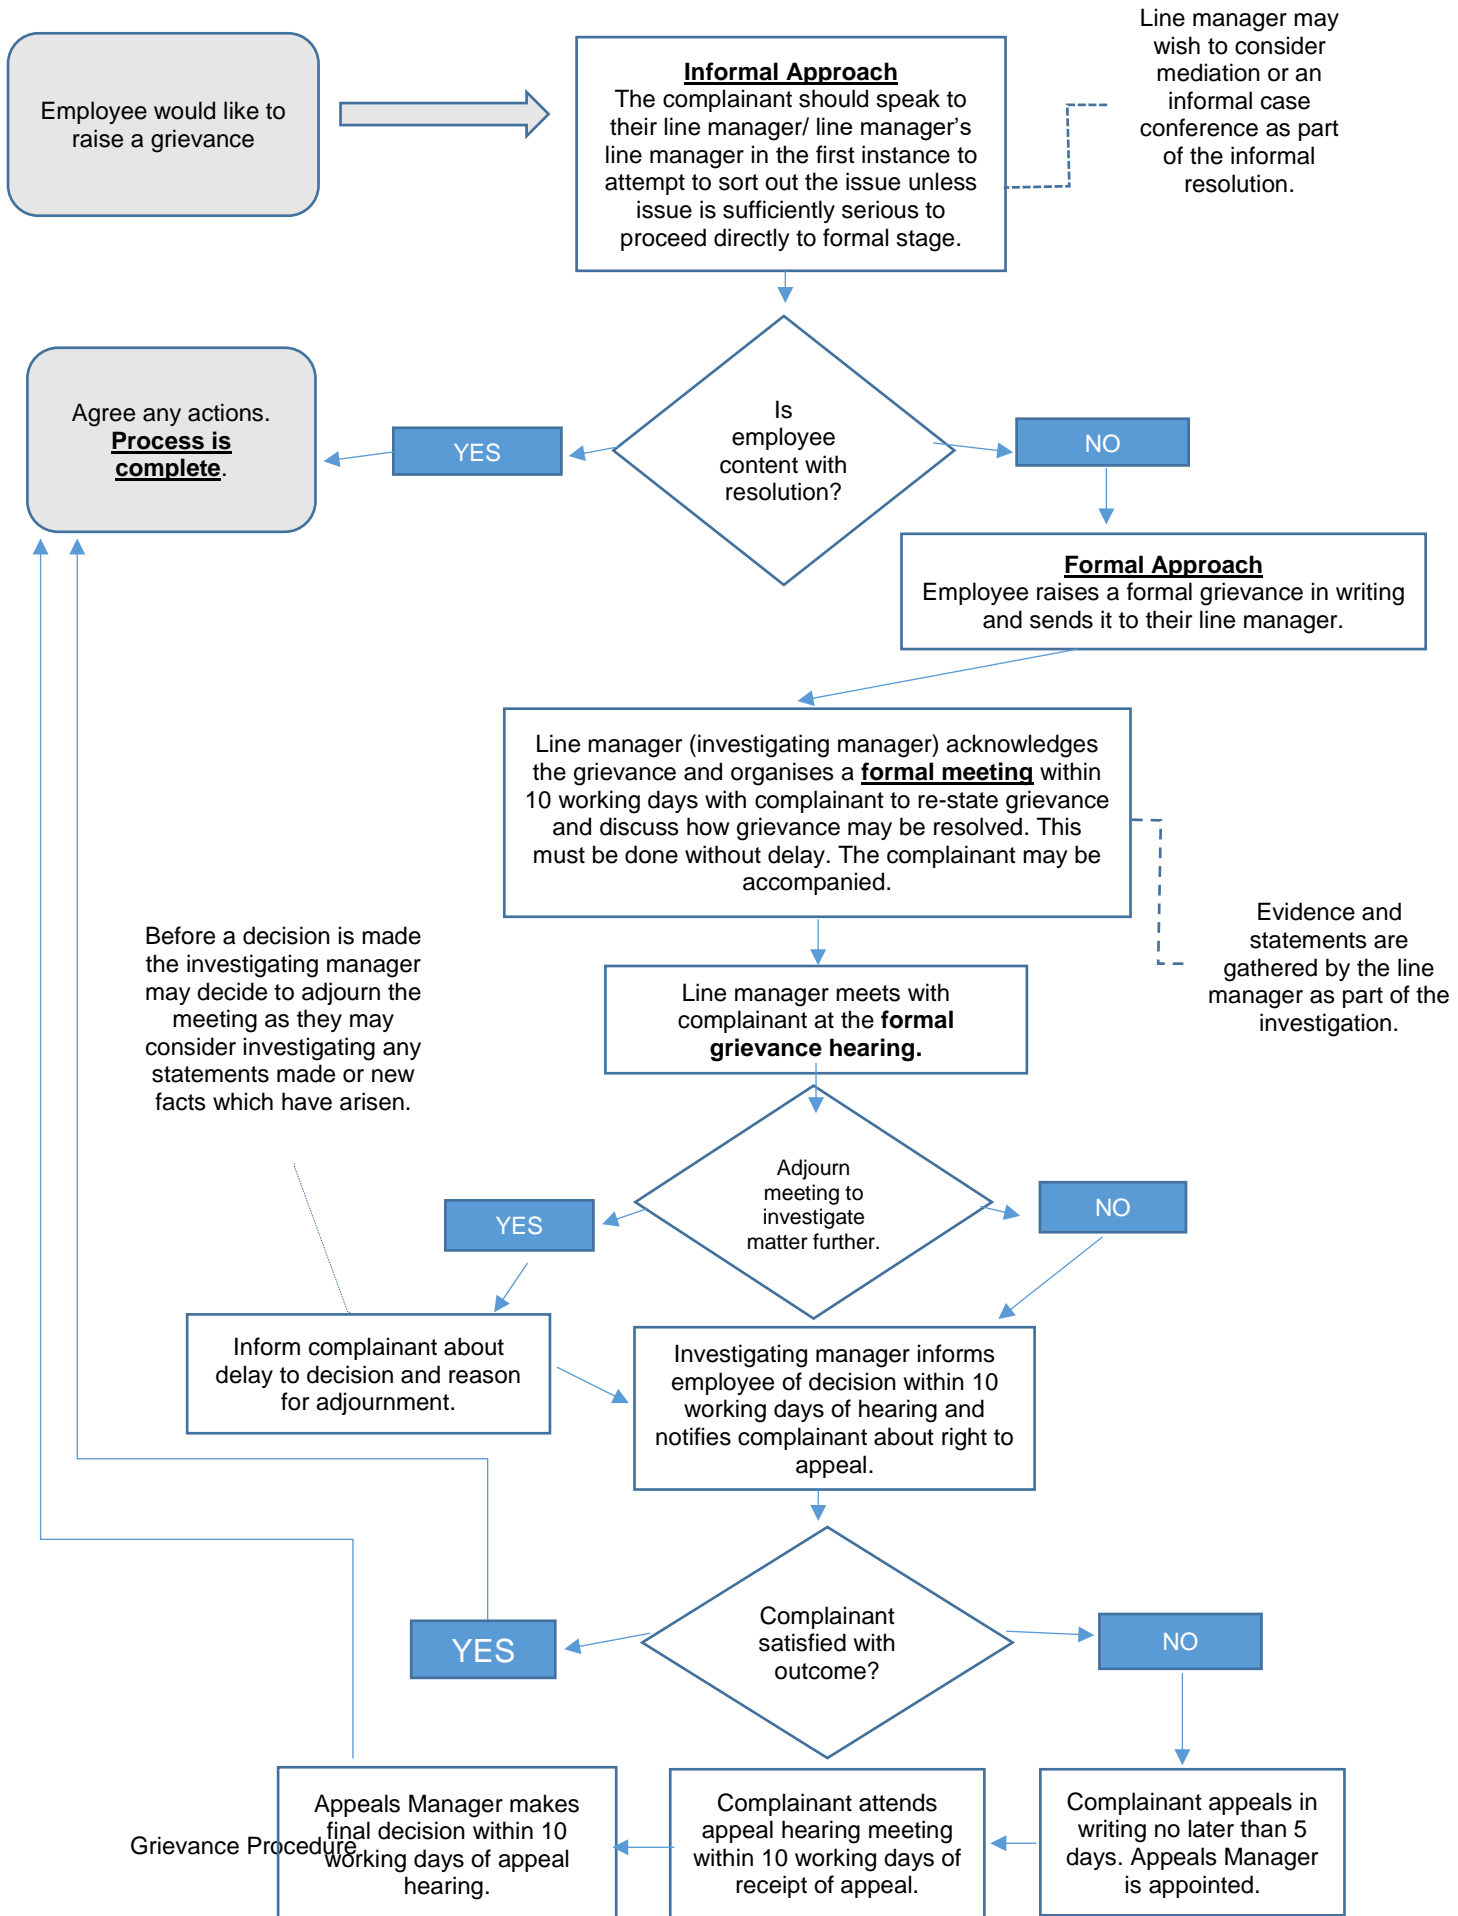 Employee would like to
raise a grievance
Informal Approach
The complainant should speak to
their line manager/ line manager’s
line manager in the first instance to
attempt to sort out the issue unless
issue is sufficiently serious to
proceed directly to formal stage.
Line manager may
wish to consider
mediation or an
informal case
conference as part
of the informal
resolution.
Is
employee
content with
resolution?
YES
NO
Agree any actions.
Process is
complete.
Formal Approach
Employee raises a formal grievance in writing
and sends it to their line manager.
Line manager (investigating manager) acknowledges
the grievance and organises a formal meeting within
10 working days with complainant to re-state grievance
and discuss how grievance may be resolved. This
must be done without delay. The complainant may be
accompanied.
Evidence and
statements are
gathered by the line
manager as part of the
investigation.
Line manager meets with
complainant at the formal
grievance hearing.
Before a decision is made
the investigating manager
may decide to adjourn the
meeting as they may
consider investigating any
statements made or new
facts which have arisen.
Adjourn
meeting to
investigate
matter further.
YES
NO
Inform complainant about
delay to decision and reason
for adjournment.
Investigating manager informs
employee of decision within 10
working days of hearing and
notifies complainant about right to
appeal.
Complainant
satisfied with
outcome?
YES
NO
Complainant appeals in
writing no later than 5
days. Appeals Manager
is appointed.
Complainant attends
appeal hearing meeting
within 10 working days of
receipt of appeal.
Appeals Manager makes
final decision within 10
working days of appeal
hearing.
Grievance Procedure